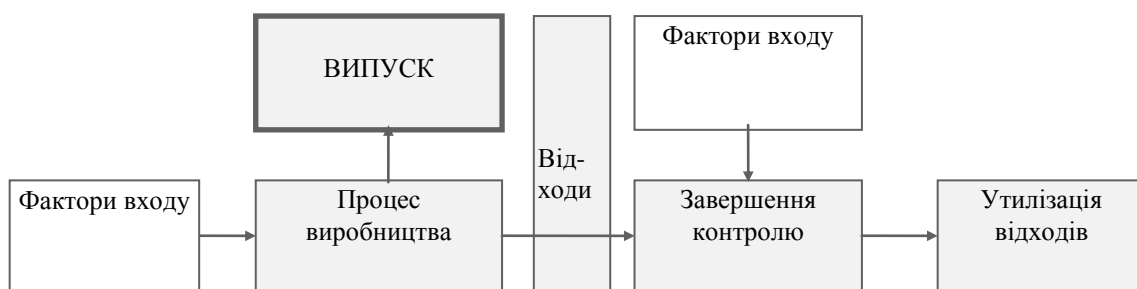 ВИПУСК
Фактори входу
Від-
ходи
Фактори входу
Процес
виробництва
Завершення
контролю
Утилізація
відходів